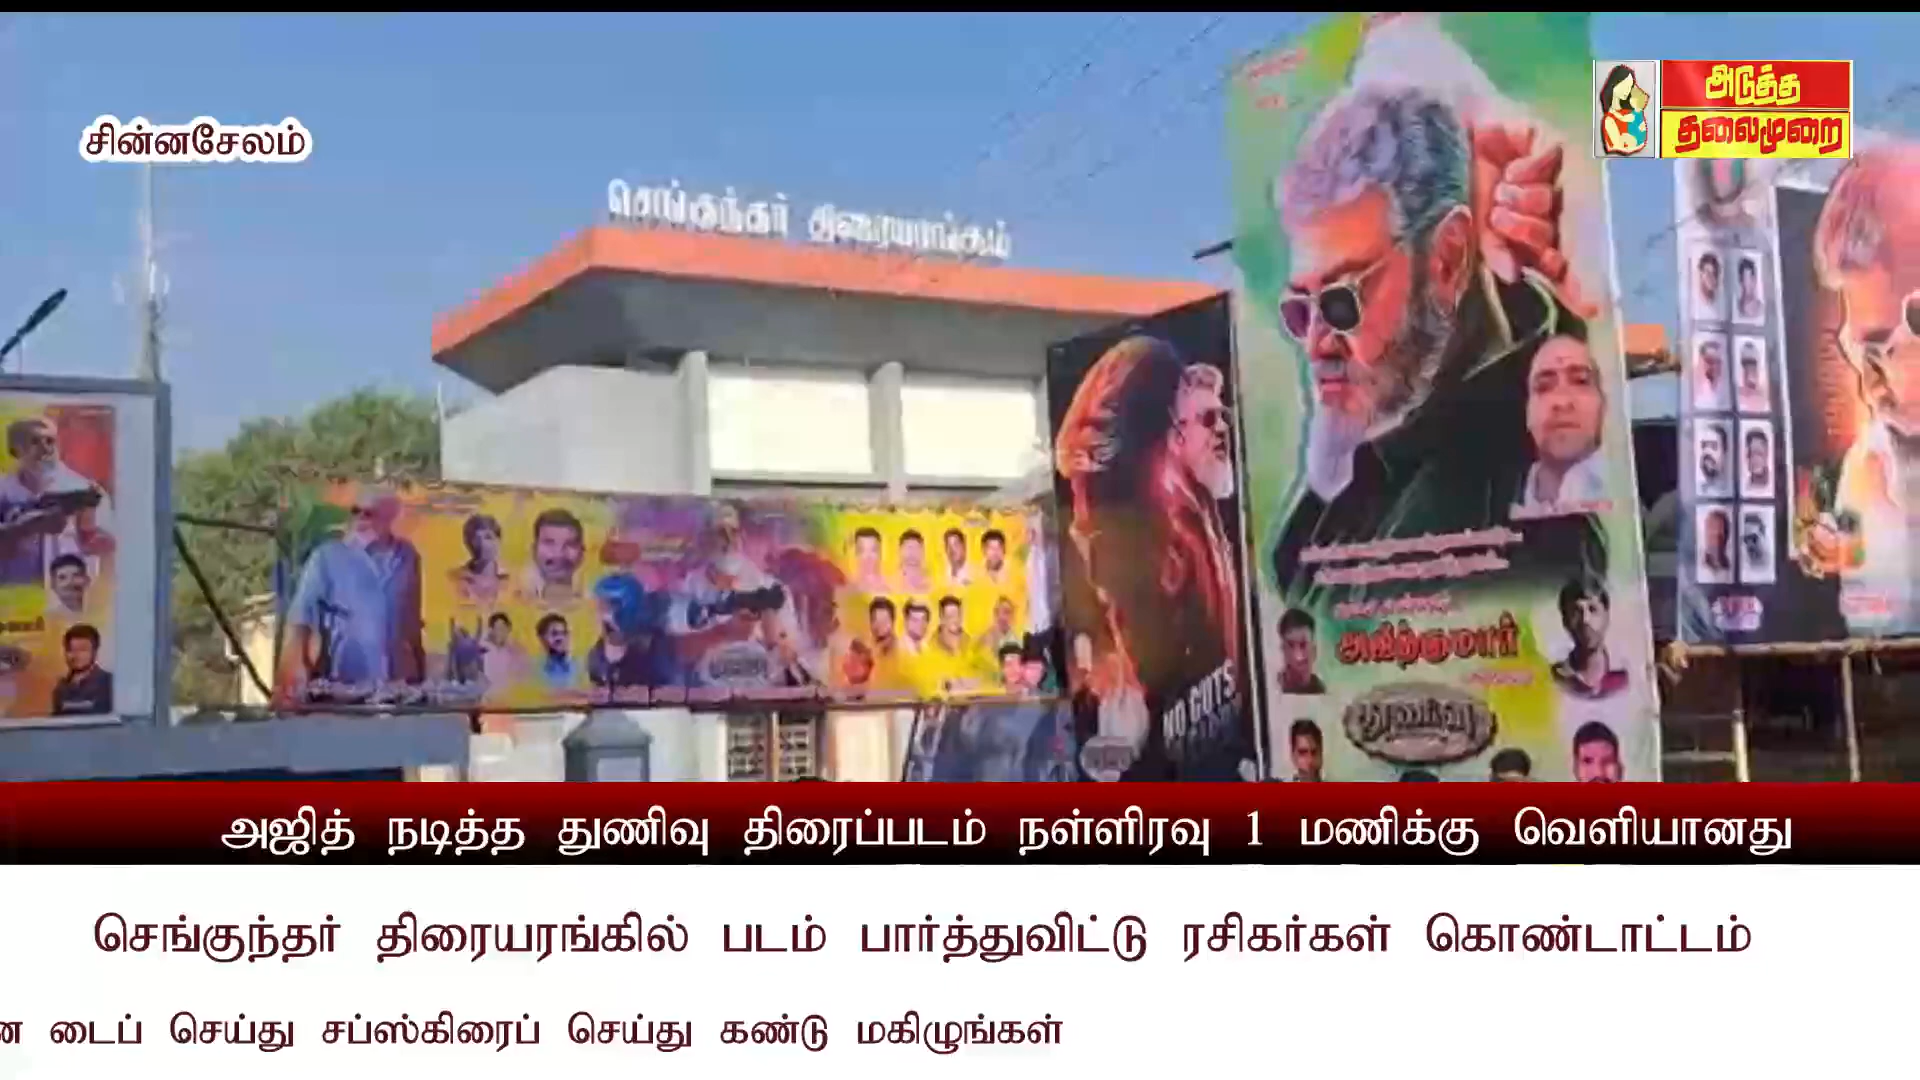 அடுத்த
தலைமுறை
சின்னசேலம்
செங்குந்தர் திரையரங்கம்
NO GUTS
அஜித்குமார்
துணிவு
அஜித் நடித்த துணிவு திரைப்படம் நள்ளிரவு 1 மணிக்கு வெளியானது
செங்குந்தர் திரையரங்கில் படம் பார்த்துவிட்டு ரசிகர்கள் கொண்டாட்டம்
டைப் செய்து சப்ஸ்கிரைப் செய்து கண்டு மகிழுங்கள்